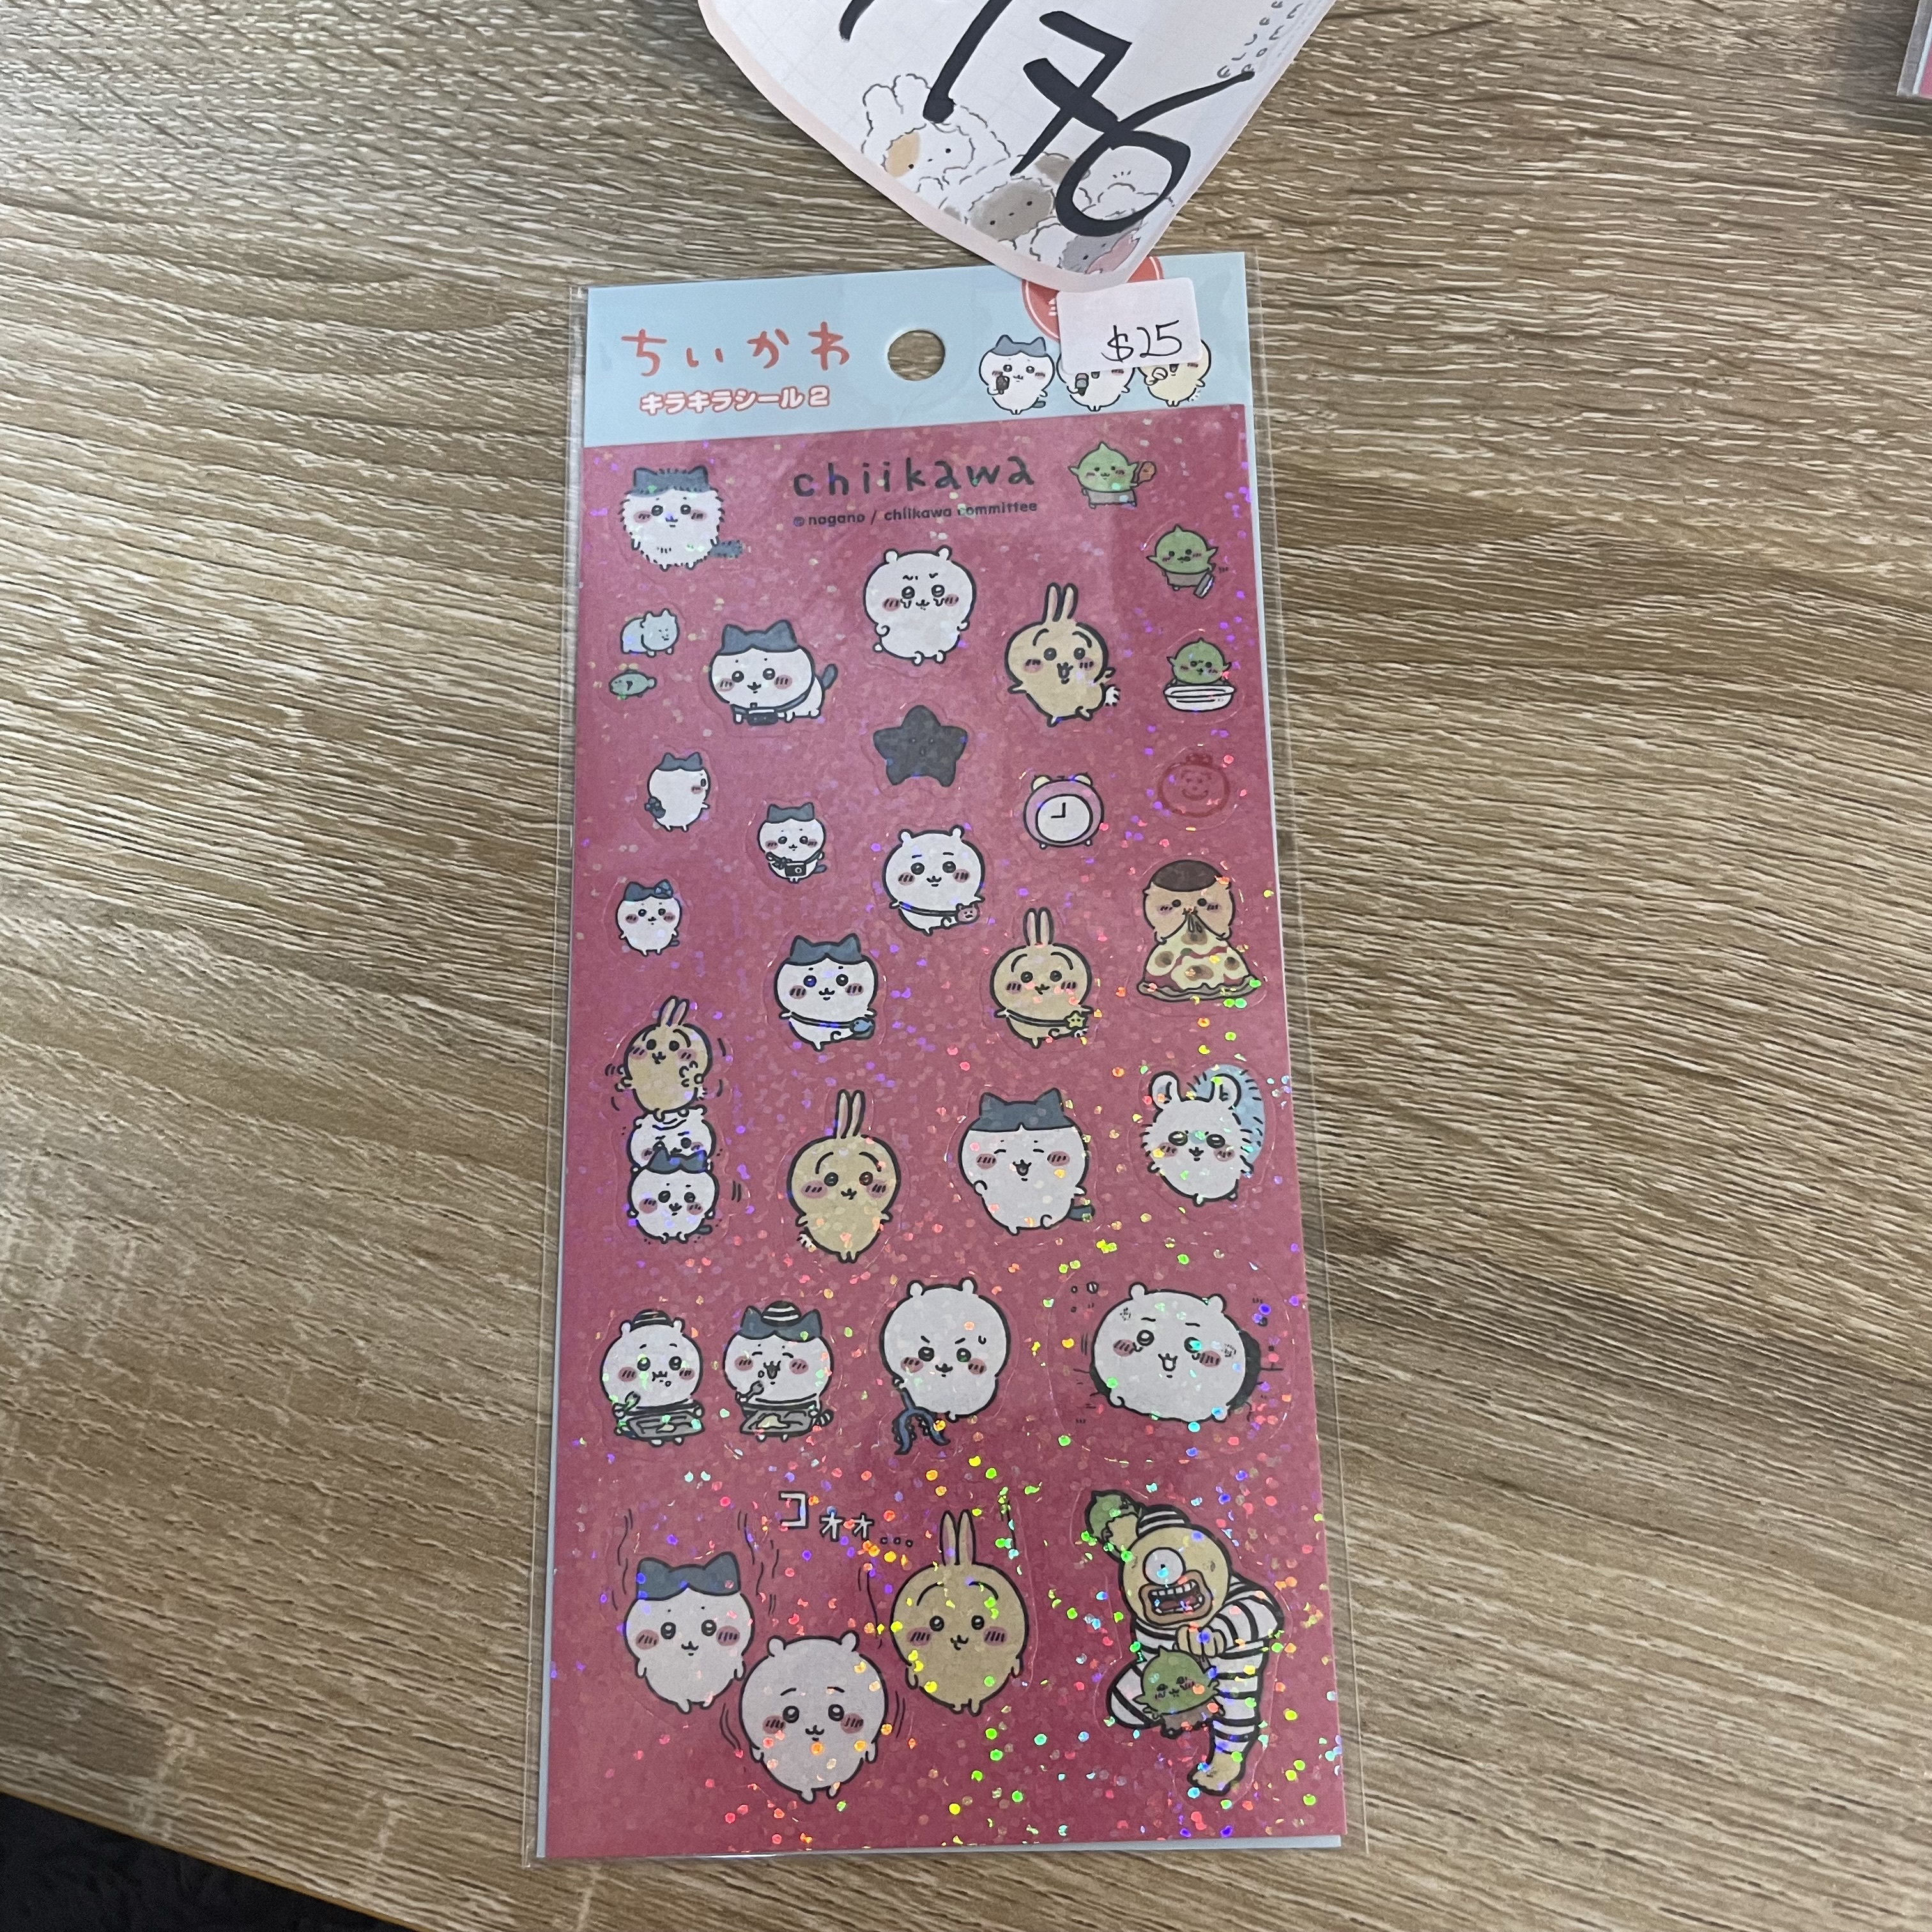 176
$25
ちいかわ
キラキラシール2
chiikawa
©nagano / chiikawa committee
コォォ...